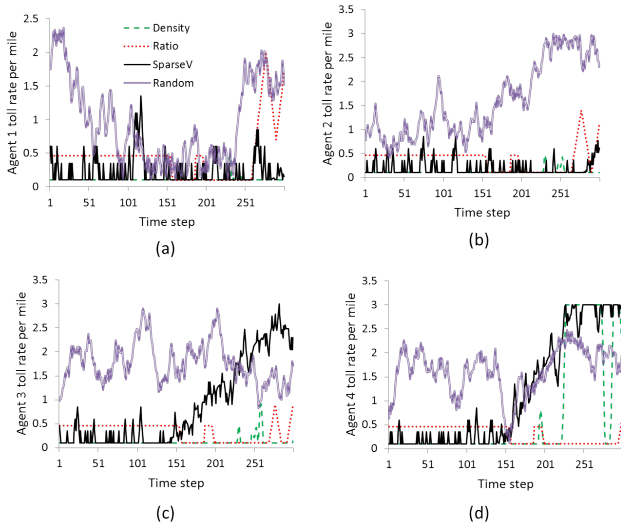 (a)
Density
Ratio
SparseV
Random
Agent 1 toll rate per mile
2.5
2
1.5
1
0.5
0
1 51 101 151 201 251
Time step
(a)
Agent 2 toll rate per mile
3.5
3
2.5
2
1.5
1
0.5
0
1 51 101 151 201 251
Time step
(b)
Agent 3 toll rate per mile
3.5
3
2.5
2
1.5
1
0.5
0
1 51 101 151 201 251
Time step
(c)
Agent 4 toll rate per mile
3.5
3
2.5
2
1.5
1
0.5
0
1 51 101 151 201 251
Time step
(d)